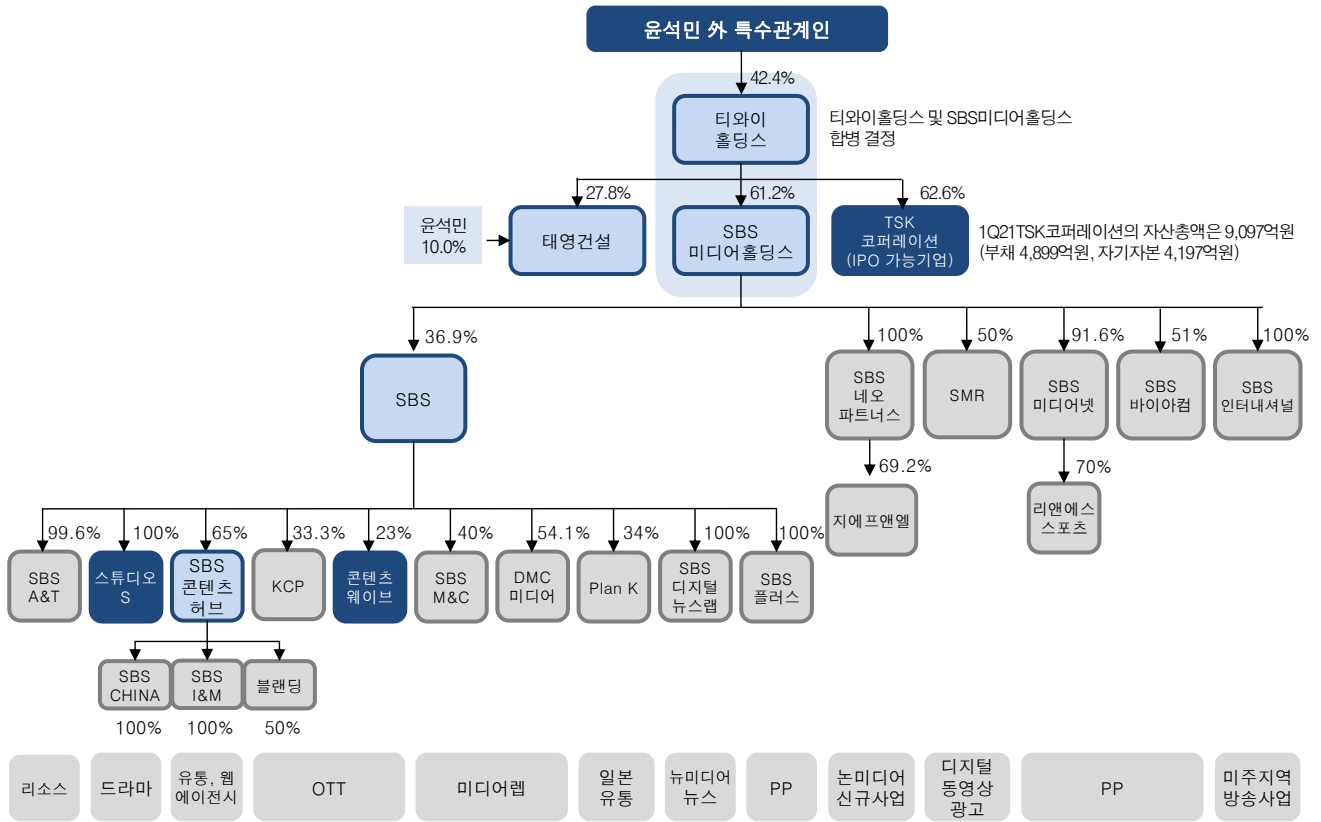 윤석민 外 특수관계인
42.4%
티와이
홀딩스
티와이홀딩스 및 SBS미디어홀딩스
합병 결정
27.8%
61.2%
62.6%
윤석민
10.0%
태영건설
SBS
미디어홀딩스
TSK
코퍼레이션
(IPO 가능기업)
1Q21TSK코퍼레이션의 자산총액은 9,097억원
(부채 4,899억원, 자기자본 4,197억원)
36.9%
100%
50%
91.6%
51%
100%
SBS
SBS
네오
파트너스
SMR
SBS
미디어넷
SBS
바이아컴
SBS
인터내셔널
69.2%
70%
지에프앤엘
리앤에스
스포츠
99.6%
100%
65%
33.3%
23%
40%
54.1%
34%
100%
100%
SBS
A&T
스튜디오
S
SBS
콘텐츠
허브
KCP
콘텐츠
웨이브
SBS
M&C
DMC
미디어
Plan K
SBS
디지털
뉴스랩
SBS
플러스
SBS
CHINA
SBS
I&M
블랜딩
100%
100%
50%
리소스
드라마
유통, 웹
에이전시
OTT
미디어렙
일본
유통
뉴미디어
뉴스
PP
논미디어
신규사업
디지털
동영상
광고
PP
미주지역
방송사업